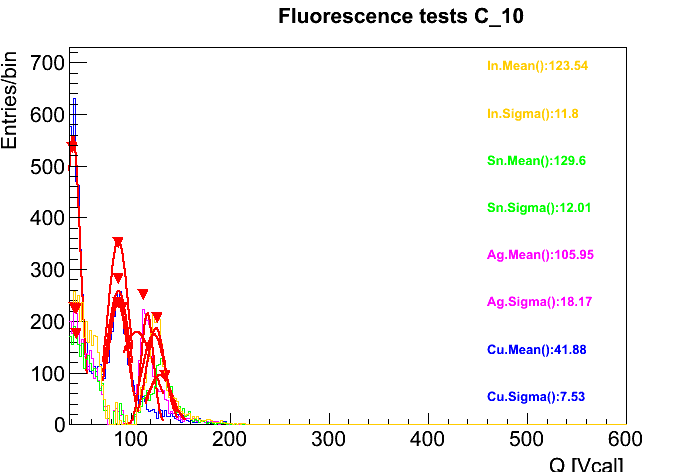 Fluorescence tests C_10
Entries/bin
700
600
500
400
300
200
100
0
In.Mean():123.54
In.Sigma():11.8
Sn.Mean():129.6
Sn.Sigma():12.01
Ag.Mean():105.95
Ag.Sigma():18.17
Cu.Mean():41.88
Cu.Sigma():7.53
100 200 300 400 500 600
Q [Vcal]